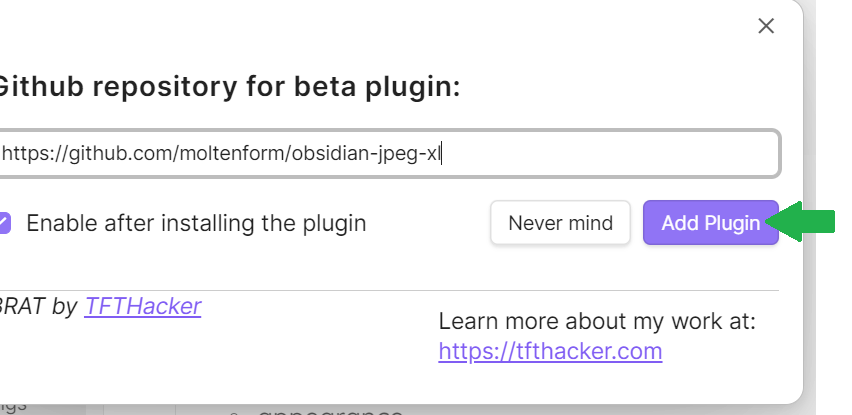 Github repository for beta plugin:
https://github.com/moltenform/obsidian-jpeg-xl
Enable after installing the plugin
Never mind
Add Plugin
BRAT by TFTHacker
Learn more about my work at:
https://tfthacker.com